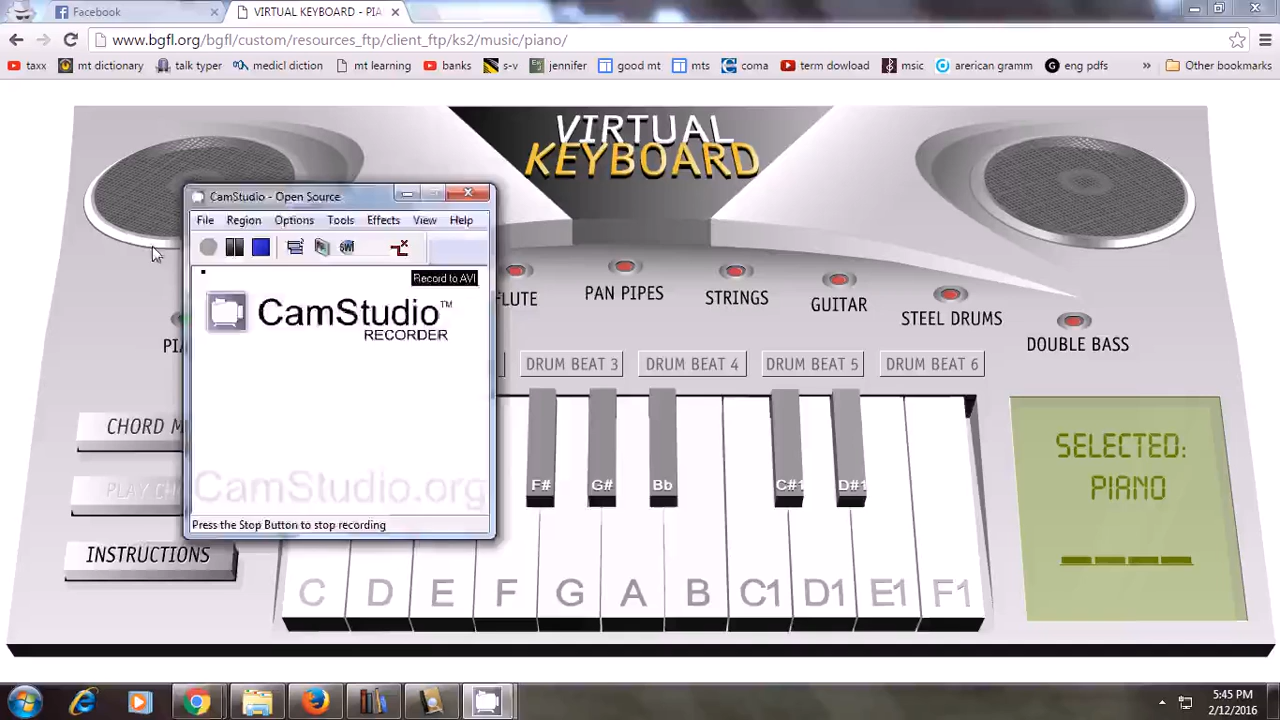 Facebook
VIRTUAL KEYBOARD - PIA
www.bgfl.org/bgfl/custom/resources_ftp/client_ftp/ks2/music/piano/
taxx mt dictionary talk typer medicl diction mt learning banks s-v jennifer good mt mts coma term dowload msic arerican gramm eng pdfs » Other bookmarks
VIRTUAL
KEYBOARD
CamStudio - Open Source
File Region Options Tools Effects View Help
Record to AVI
CamStudio™
RECORDER
CamStudio.org
Press the Stop Button to stop recording
FLUTE PAN PIPES STRINGS GUITAR STEEL DRUMS DOUBLE BASS
DRUM BEAT 3 DRUM BEAT 4 DRUM BEAT 5 DRUM BEAT 6
PIA
CHORD M
PLAY CH
INSTRUCTIONS
F# G# Bb C#1 D#1
C D E F G A B C1 D1 E1 F1
SELECTED:
PIANO
5:45 PM
2/12/2016